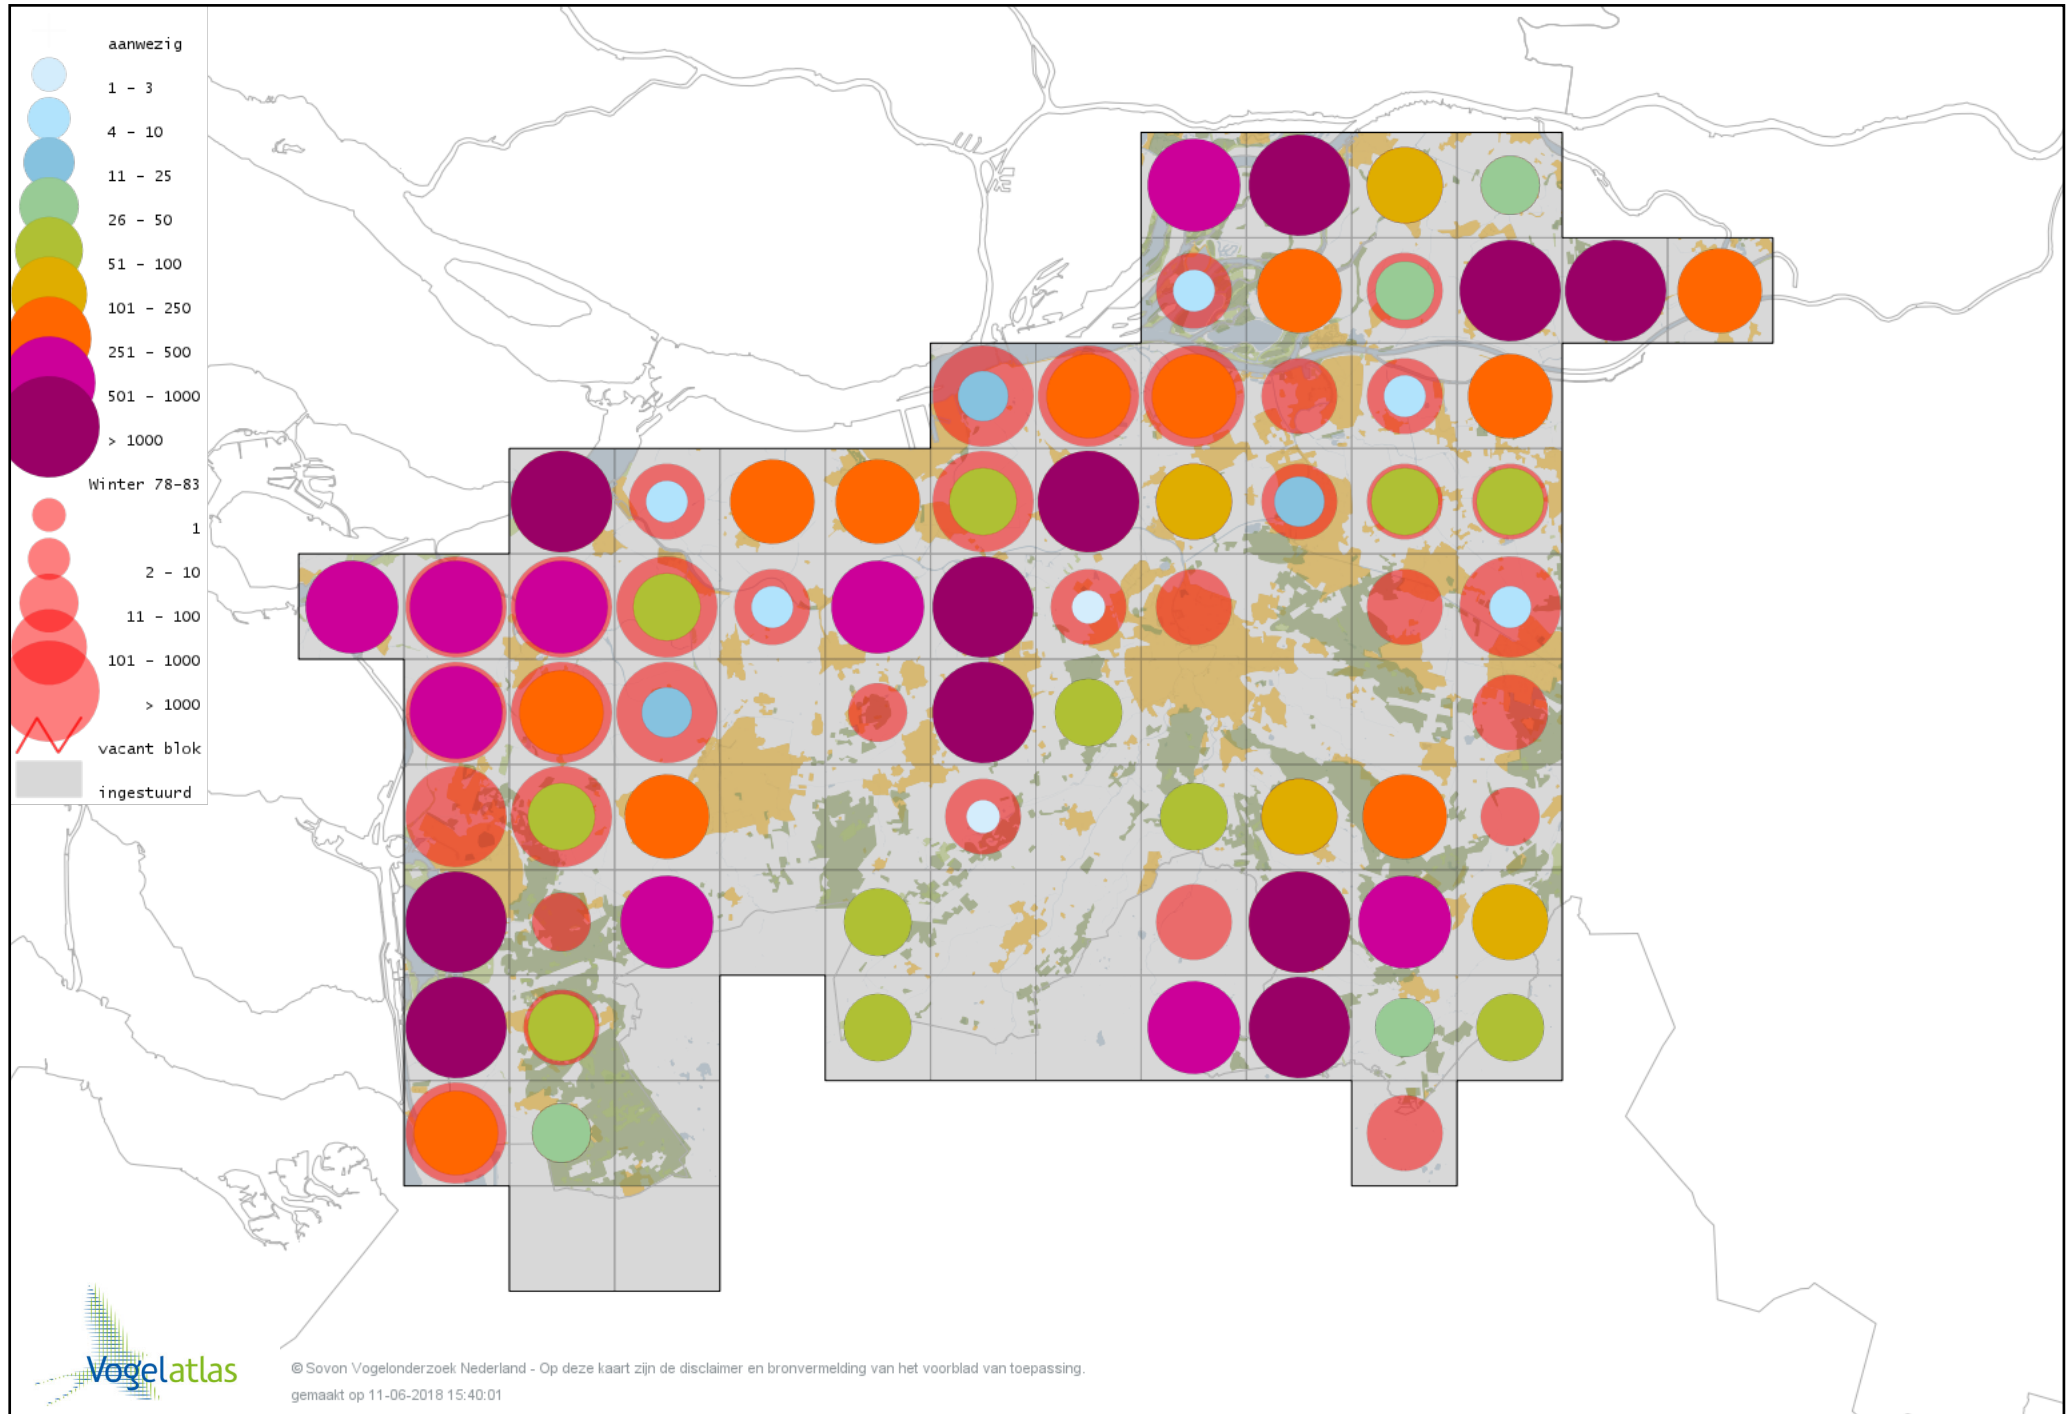 aanwezig
1 – 3
4 – 10
11 – 25
26 – 50
51 – 100
101 – 250
251 – 500
501 – 1000
> 1000
Winter 78-83
1
2 – 10
11 – 100
101 – 1000
> 1000
vacant blok
ingestuurd
Vogelatlas
© Sovon Vogelonderzoek Nederland - Op deze kaart zijn de disclaimer en bronvermelding van het voorblad van toepassing.
gemaakt op 11-06-2018 15:40:01